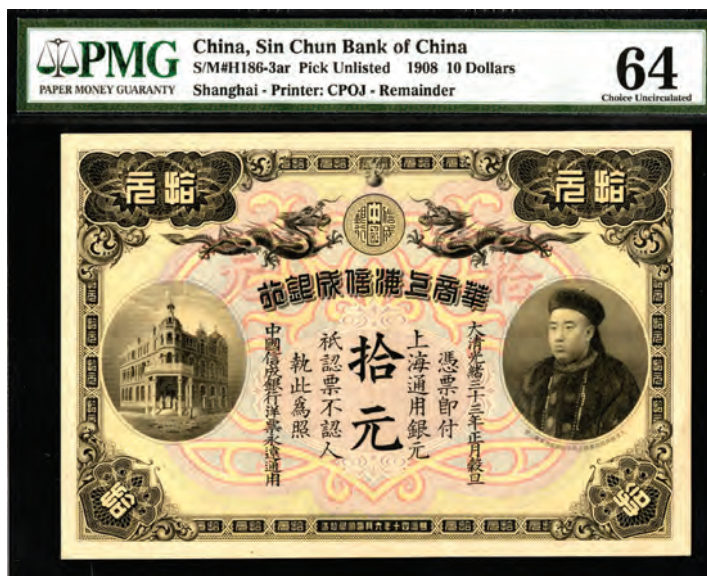 PMG
PAPER MONEY GUARANTY
China, Sin Chun Bank of China
S/M#H186-3ar Pick Unlisted 1908 10 Dollars
Shanghai - Printer: CPOJ - Remainder
64
Choice Uncirculated
拾元
元拾
中國
行銀成信海上商華
大清光緒三十三年正月穀旦
憑票即付
上海通用銀元
拾元
祇認票不認人
執此爲照
中國信成銀行洋票永遠通用
拾
拾